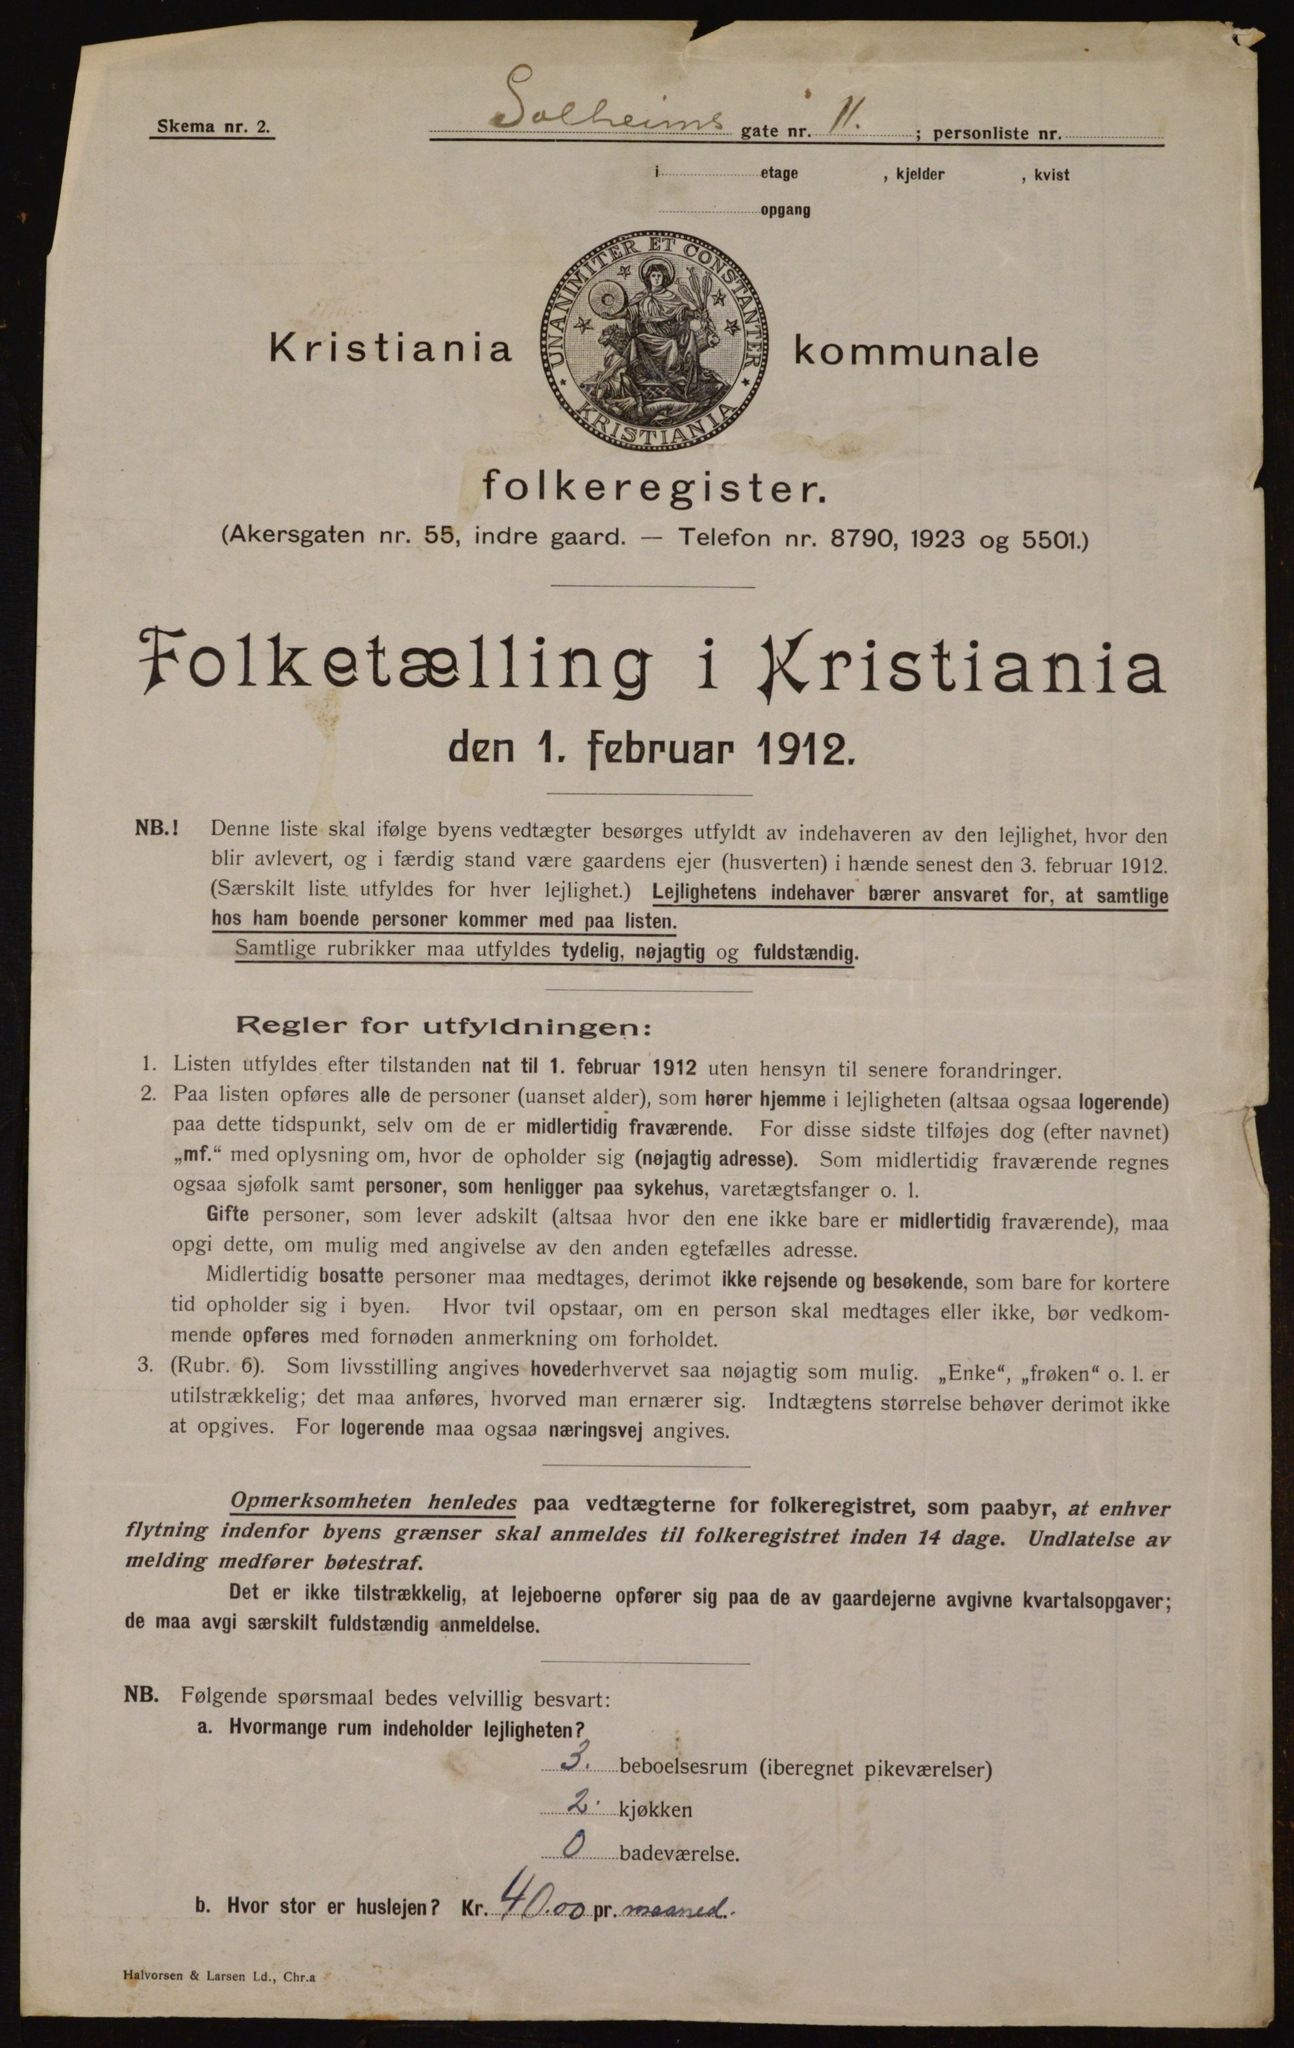 Skema nr. 2.
Solheims gate nr. 11. ; personliste nr.
i etage , kjelder , kvist
opgang
UNANIMITER ET CONSTANTER
KRISTIANIA
Kristiania kommunale
folkeregister.
(Akersgaten nr. 55, indre gaard. — Telefon nr. 8790, 1923 og 5501.)
Folketælling i Kristiania
den 1. februar 1912.
NB.! Denne liste skal ifølge byens vedtægter besørges utfyldt av indehaveren av den lejlighet, hvor den
blir avlevert, og i færdig stand være gaardens ejer (husverten) i hænde senest den 3. februar 1912.
(Særskilt liste utfyldes for hver lejlighet.) Lejlighetens indehaver bærer ansvaret for, at samtlige
hos ham boende personer kommer med paa listen.
Samtlige rubrikker maa utfyldes tydelig, nøjagtig og fuldstændig.
Regler for utfyldningen:
1. Listen utfyldes efter tilstanden nat til 1. februar 1912 uten hensyn til senere forandringer.
2. Paa listen opføres alle de personer (uanset alder), som hører hjemme i lejligheten (altsaa ogsaa logerende)
paa dette tidspunkt, selv om de er midlertidig fraværende. For disse sidste tilføjes dog (efter navnet)
„mf.“ med oplysning om, hvor de opholder sig (nøjagtig adresse). Som midlertidig fraværende regnes
ogsaa sjøfolk samt personer, som henligger paa sykehus, varetægtsfanger o. l.
Gifte personer, som lever adskilt (altsaa hvor den ene ikke bare er midlertidig fraværende), maa
opgi dette, om mulig med angivelse av den anden egtefælles adresse.
Midlertidig bosatte personer maa medtages, derimot ikke rejsende og besøkende, som bare for kortere
tid opholder sig i byen. Hvor tvil opstaar, om en person skal medtages eller ikke, bør vedkom-
mende opføres med fornøden anmerkning om forholdet.
3. (Rubr. 6). Som livsstilling angives hovederhvervet saa nøjagtig som mulig. „Enke“, „frøken“ o. l. er
utilstrækkelig; det maa anføres, hvorved man ernærer sig. Indtægtens størrelse behøver derimot ikke
at opgives. For logerende maa ogsaa næringsvej angives.
Opmerksomheten henledes paa vedtægterne for folkeregistret, som paabyr, at enhver
flytning indenfor byens grænser skal anmeldes til folkeregistret inden 14 dage. Undlatelse av
melding medfører bøtestraf.
Det er ikke tilstrækkelig, at lejeboerne opfører sig paa de av gaardejerne avgivne kvartalsopgaver;
de maa avgi særskilt fuldstændig anmeldelse.
NB. Følgende spørsmaal bedes velvillig besvart:
a. Hvormange rum indeholder lejligheten?
3. beboelsesrum (iberegnet pikeværelser)
2. kjøkken
0 badeværelse.
b. Hvor stor er huslejen? Kr. 40.00 pr. maaned.
Halvorsen & Larsen Ld., Chr.a